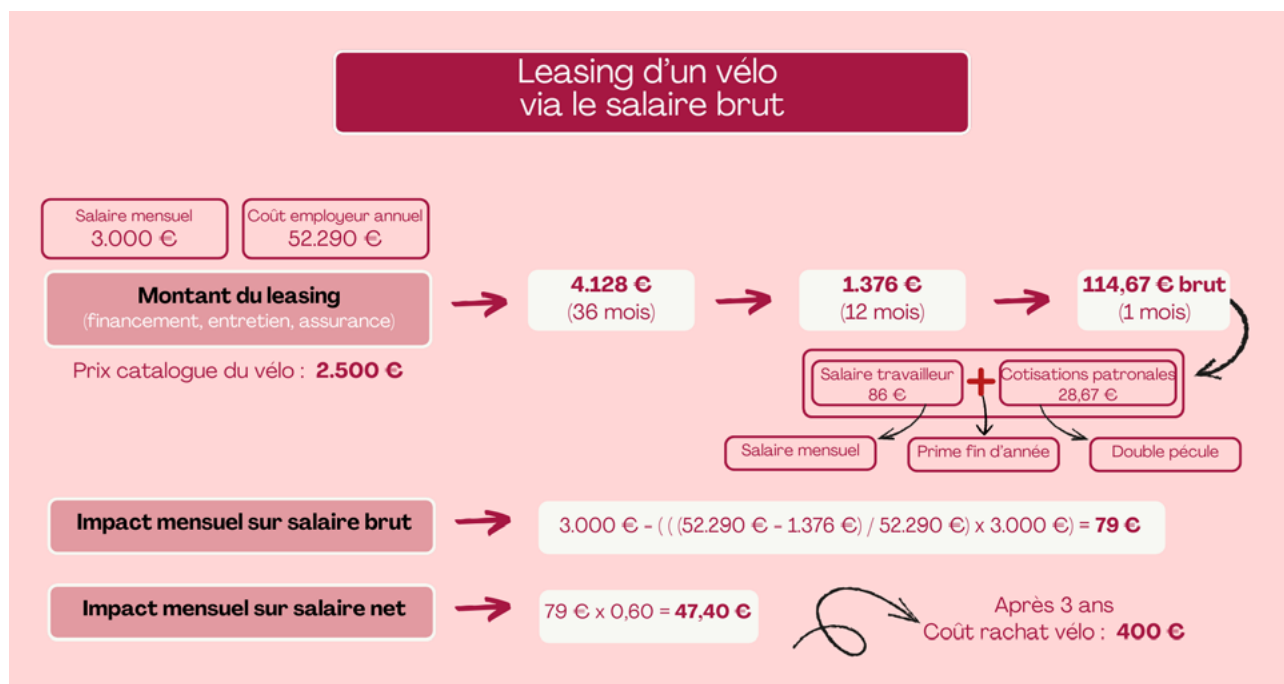 Leasing d'un vélo
via le salaire brut
Salaire mensuel
3.000 €
Coût employeur annuel
52.290 €
Montant du leasing
(financement, entretien, assurance)
4.128 €
(36 mois)
1.376 €
(12 mois)
114,67 € brut
(1 mois)
Prix catalogue du vélo : 2.500 €
Salaire travailleur
86 €
+
Cotisations patronales
28,67 €
Salaire mensuel
Prime fin d'année
Double pécule
Impact mensuel sur salaire brut
3.000 € - ( ( (52.290 € - 1.376 €) / 52.290 €) x 3.000 €) = 79 €
Impact mensuel sur salaire net
79 € x 0,60 = 47,40 €
Après 3 ans
Coût rachat vélo : 400 €